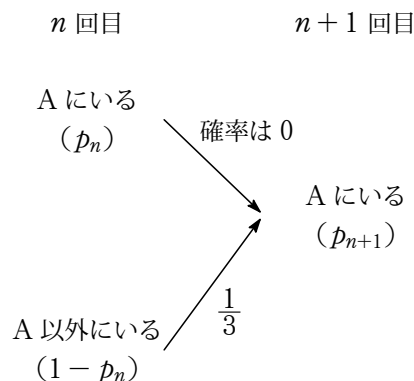 n 回目
n + 1 回目
A にいる
(pₙ)
確率は 0
A にいる
(pₙ₊₁)
1/3
A 以外にいる
(1 − pₙ)